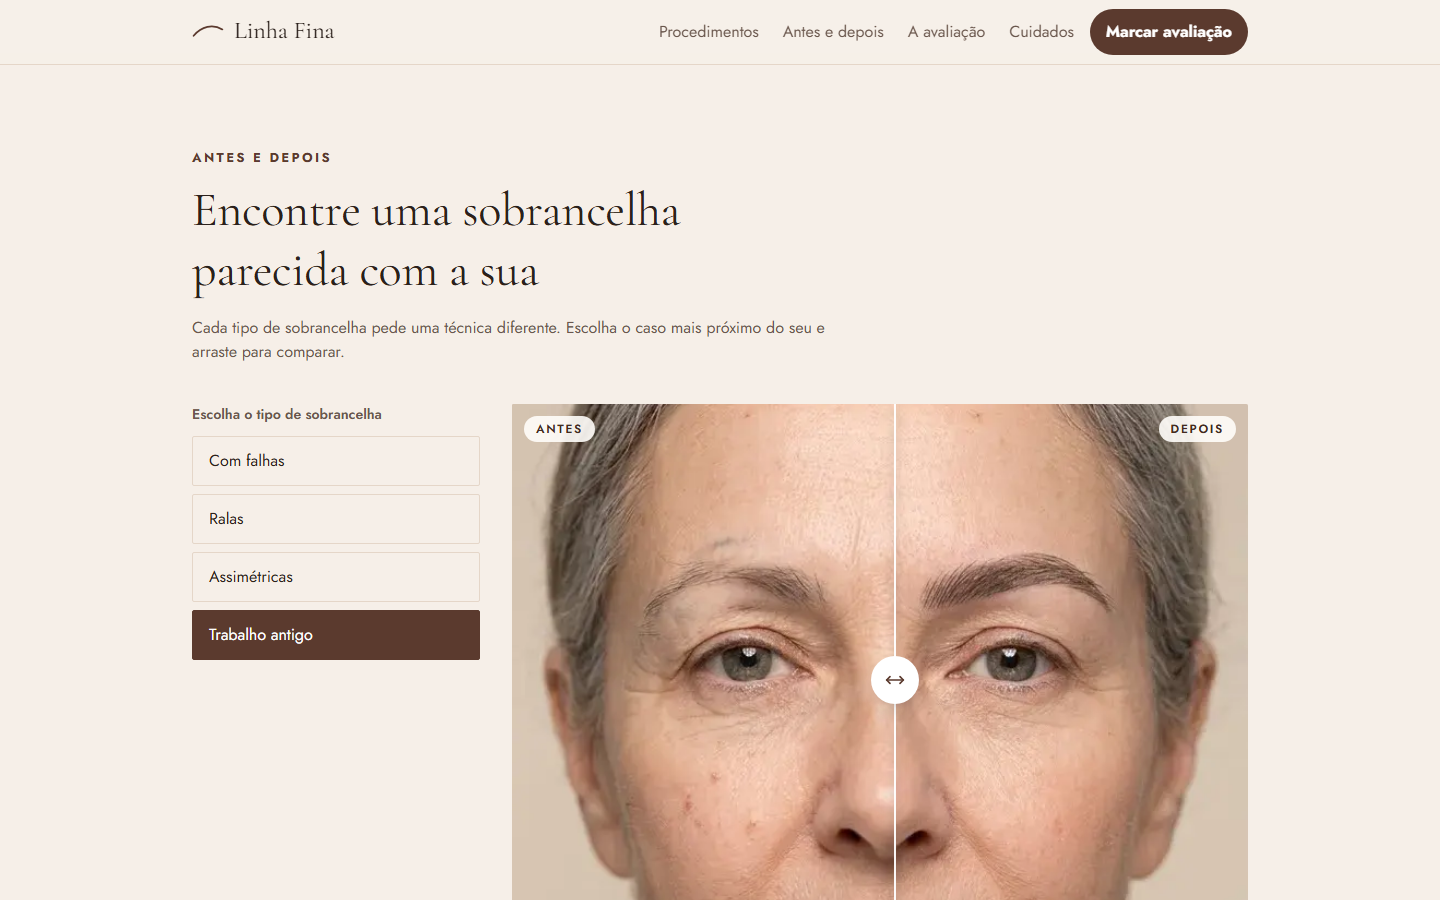 Linha Fina
Procedimentos
Antes e depois
A avaliação
Cuidados
Marcar avaliação
ANTES E DEPOIS
Encontre uma sobrancelha
parecida com a sua
Cada tipo de sobrancelha pede uma técnica diferente. Escolha o caso mais próximo do seu e
arraste para comparar.
Escolha o tipo de sobrancelha
Com falhas
Ralas
Assimétricas
Trabalho antigo
ANTES
DEPOIS